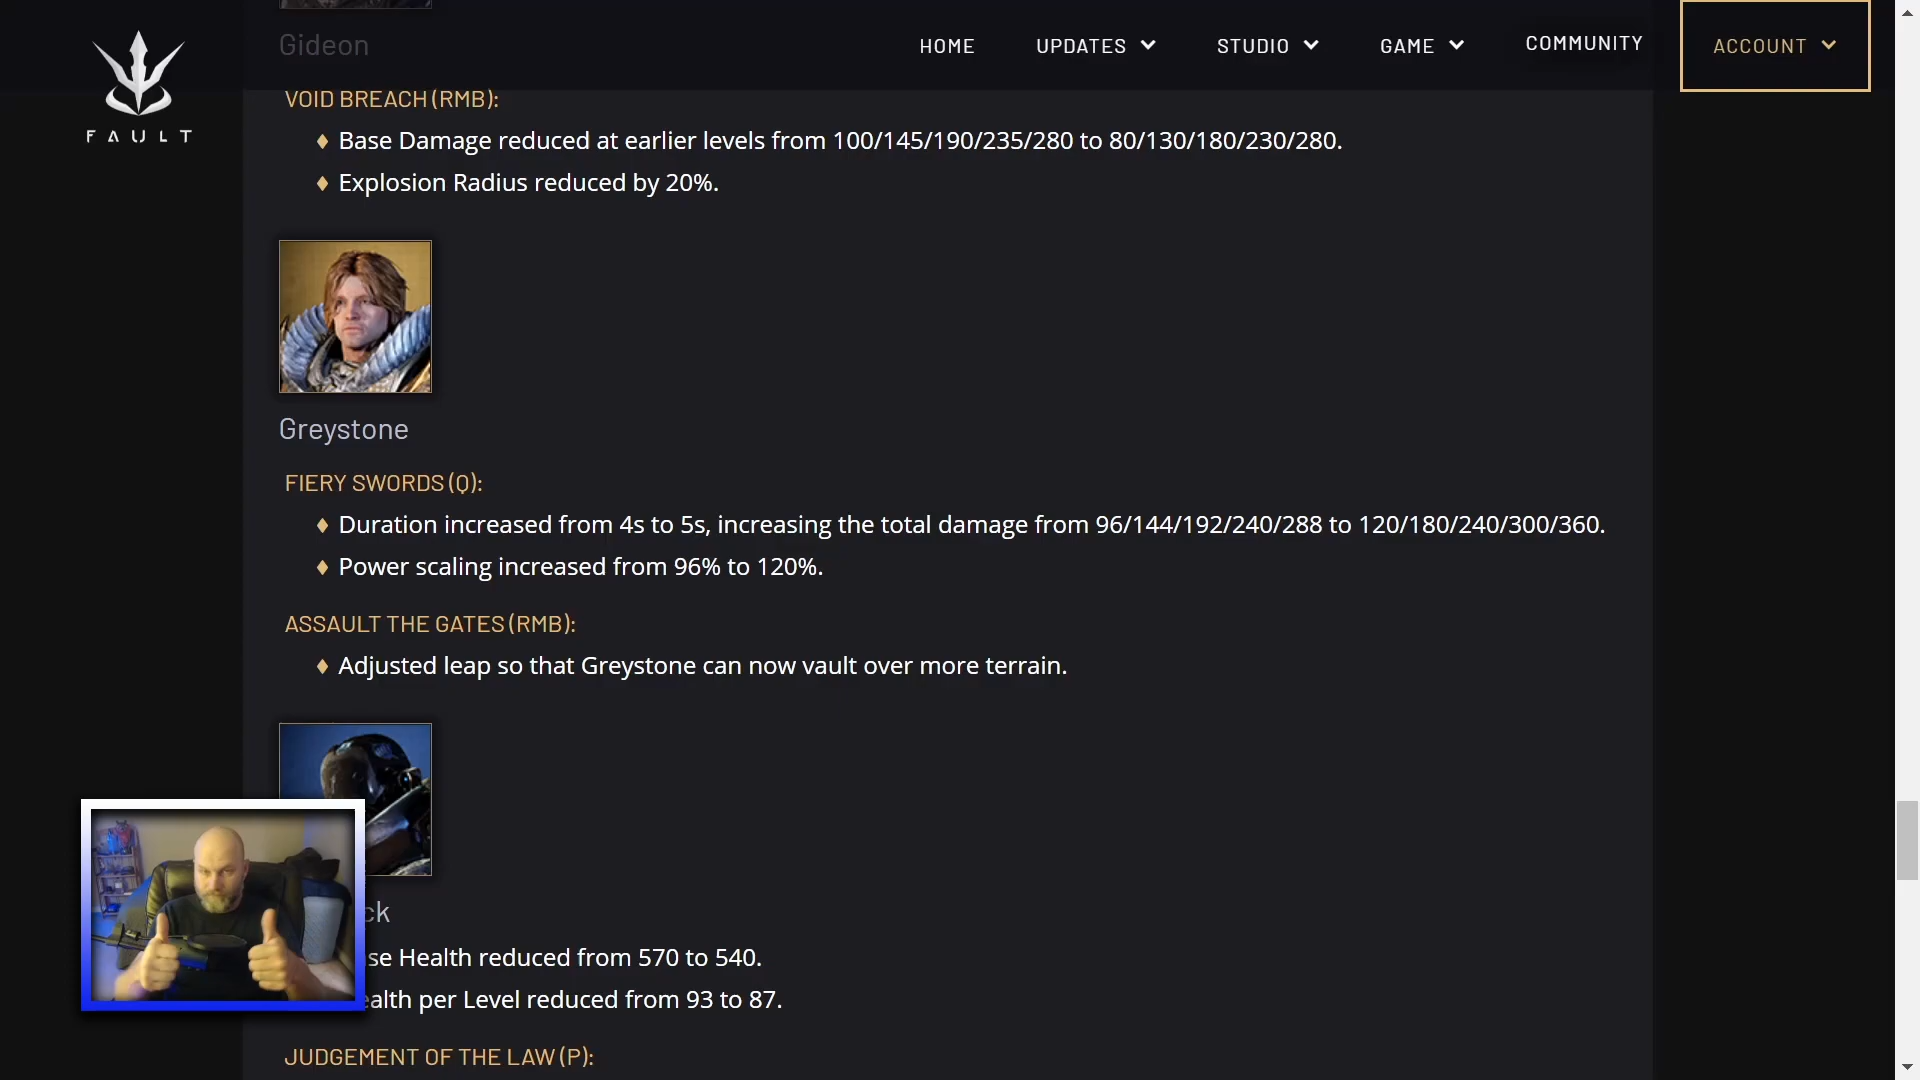 Gideon
HOME
UPDATES
STUDIO
GAME
COMMUNITY
ACCOUNT
FAULT
VOID BREACH (RMB):
Base Damage reduced at earlier levels from 100/145/190/235/280 to 80/130/180/230/280.
Explosion Radius reduced by 20%.
Greystone
FIERY SWORDS (Q):
Duration increased from 4s to 5s, increasing the total damage from 96/144/192/240/288 to 120/180/240/300/360.
Power scaling increased from 96% to 120%.
ASSAULT THE GATES (RMB):
Adjusted leap so that Greystone can now vault over more terrain.
ck
se Health reduced from 570 to 540.
ealth per Level reduced from 93 to 87.
JUDGEMENT OF THE LAW (P):